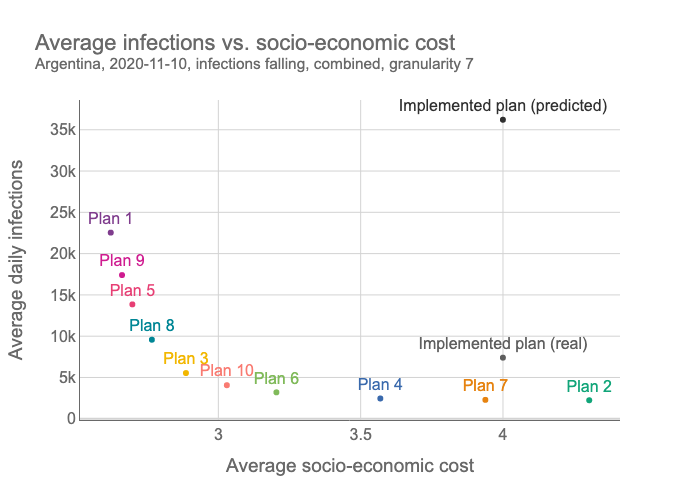 Average infections vs. socio-economic cost
Argentina, 2020-11-10, infections falling, combined, granularity 7
Implemented plan (predicted)
35k
30k
25k
Plan 1
20k
Plan 9
15k
Plan 5
10k
Plan 8
Implemented plan (real)
5k
Plan 3
Plan 10
Plan 6
Plan 4
Plan 7
Plan 2
0
3
3.5
4
Average daily infections
Average socio-economic cost